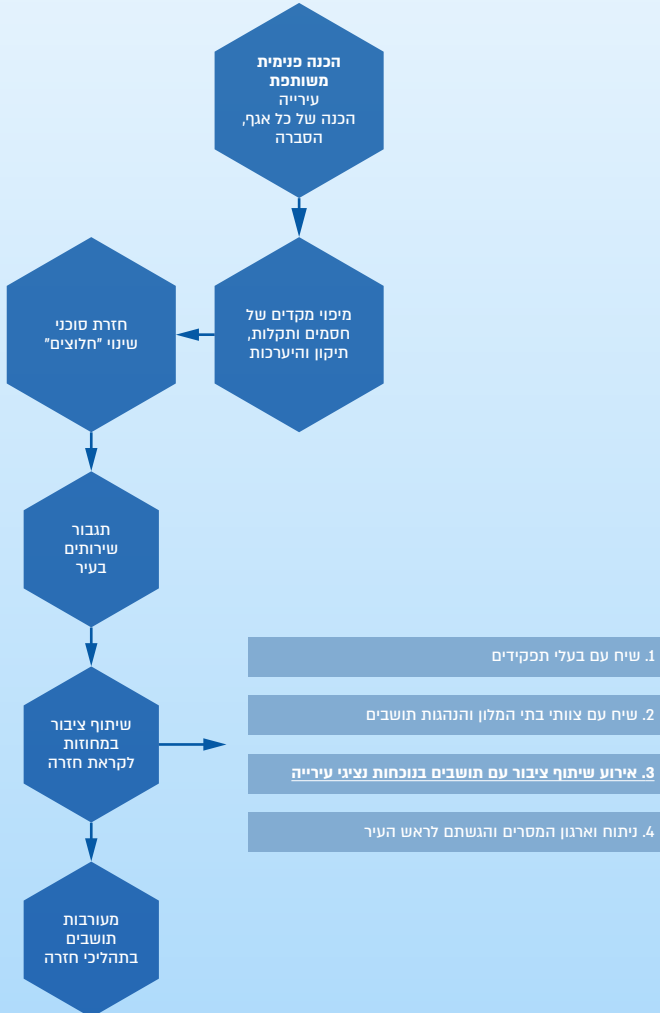 הכנה פנימית
משותפת
עירייה
הכנה של כל אגף,
הסברה
מיפוי מקדים של
חסמים ותקלות,
תיקון והיערכות
חזרת סוכני
שינוי "חלוצים"
תגבור
שירותים
בעיר
שיתוף ציבור
במחוזות
לקראת חזרה
1. שיח עם בעלי תפקידים
2. שיח עם צוותי בתי המלון והנהגות תושבים
3. אירוע שיתוף ציבור עם תושבים בנוכחות נציגי עירייה
4. ניתוח וארגון המסרים והגשתם לראש העיר
מעורבות
תושבים
בתהליכי חזרה